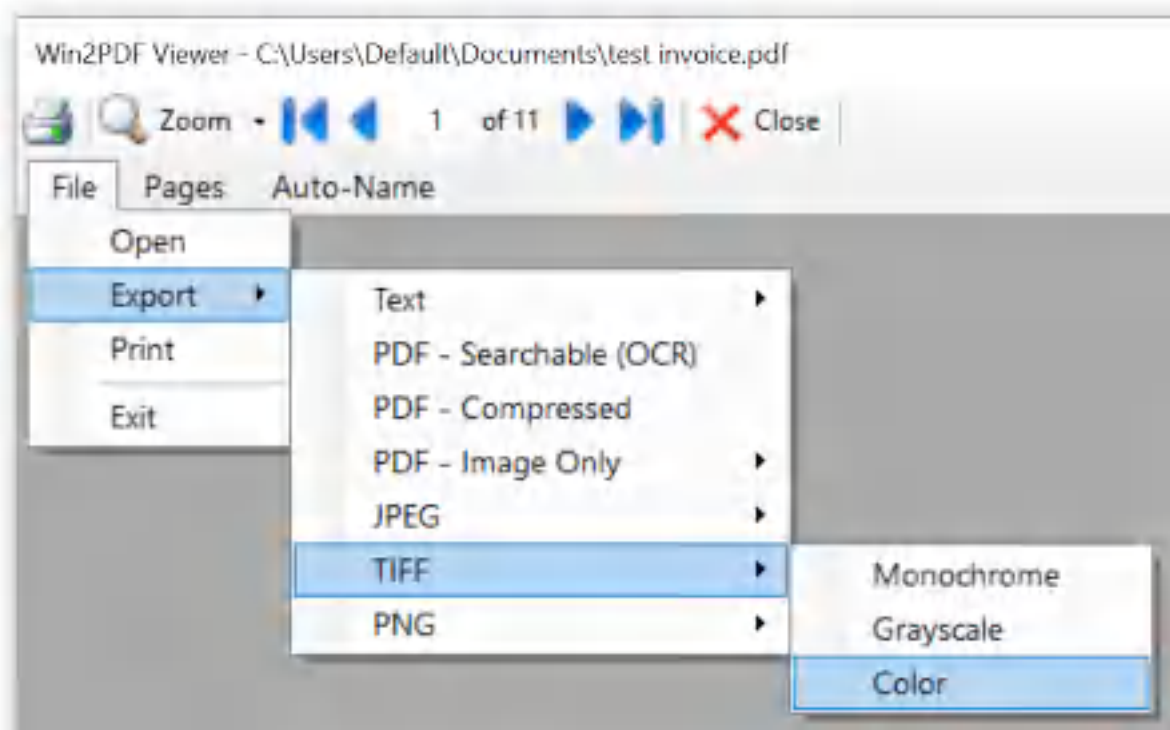 Win2PDF Viewer - C:\Users\Default\Documents\test invoice.pdf
Zoom 1 of 11 Close
File Pages Auto-Name
Open
Export
Print
Exit
Text
PDF - Searchable (OCR)
PDF - Compressed
PDF - Image Only
JPEG
TIFF
PNG
Monochrome
Grayscale
Color